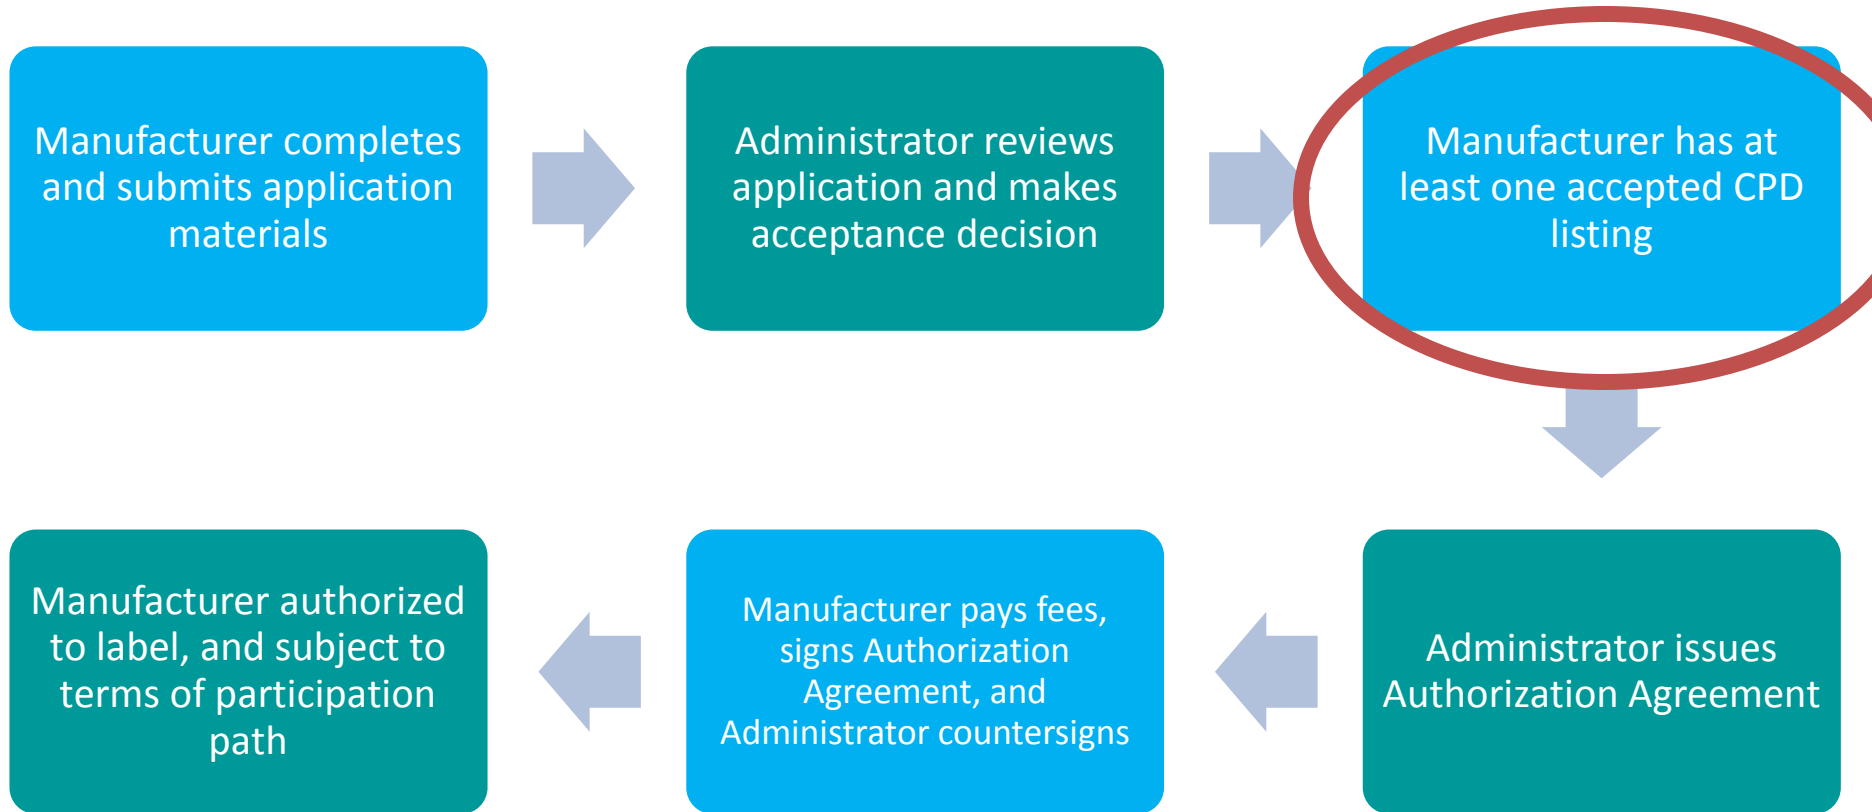 Manufacturer completes
and submits application
materials
Administrator reviews
application and makes
acceptance decision
Manufacturer has at
least one accepted CPD
listing
Administrator issues
Authorization Agreement
Manufacturer pays fees,
signs Authorization
Agreement, and
Administrator countersigns
Manufacturer authorized
to label, and subject to
terms of participation
path